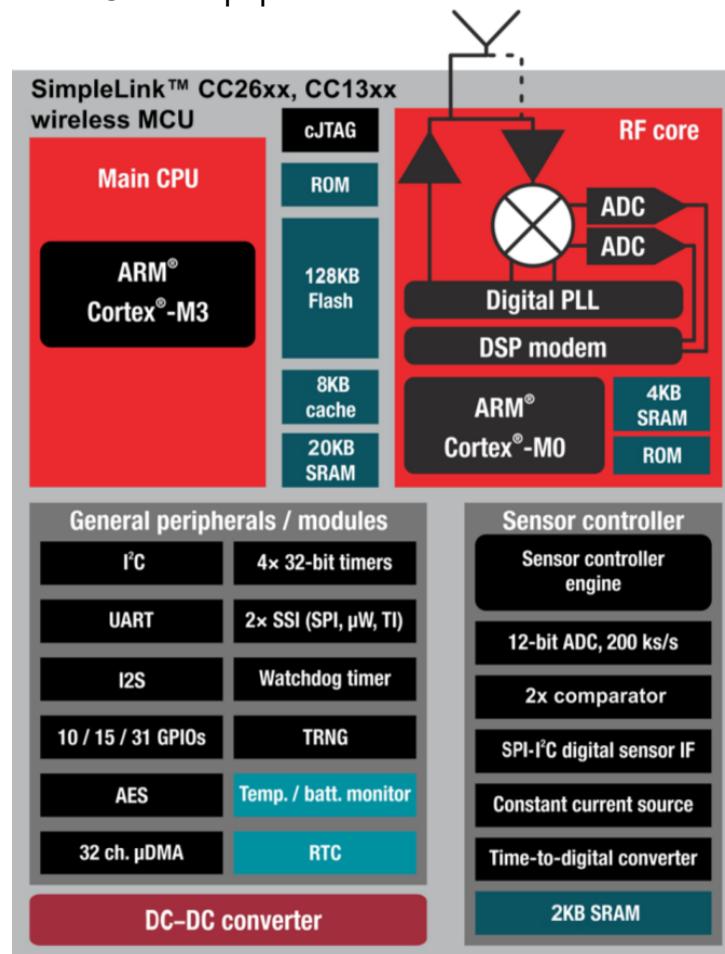 SimpleLink™ CC26xx, CC13xx
wireless MCU
Main CPU
ARM®
Cortex®-M3
cJTAG
ROM
128KB
Flash
8KB
cache
20KB
SRAM
RF core
ADC
ADC
Digital PLL
DSP modem
ARM®
Cortex®-M0
4KB
SRAM
ROM
General peripherals / modules
I²C
4× 32-bit timers
UART
2× SSI (SPI, µW, TI)
I2S
Watchdog timer
10 / 15 / 31 GPIOs
TRNG
AES
Temp. / batt. monitor
32 ch. µDMA
RTC
DC–DC converter
Sensor controller
Sensor controller
engine
12-bit ADC, 200 ks/s
2x comparator
SPI-I²C digital sensor IF
Constant current source
Time-to-digital converter
2KB SRAM